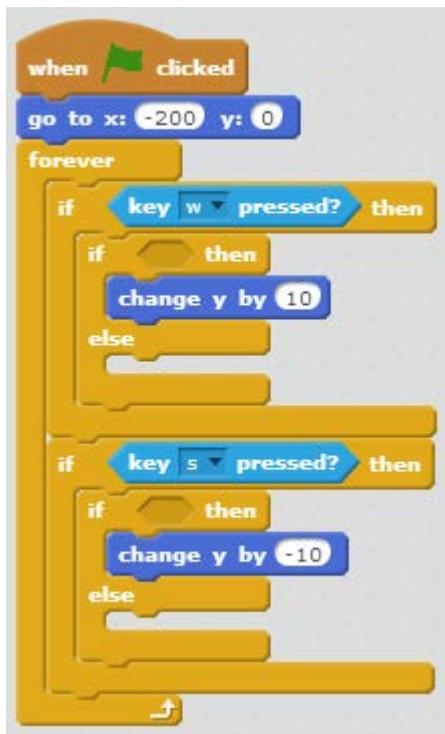 when clicked
go to x: -200 y: 0
forever
if key w pressed? then
if then
change y by 10
else
if key s pressed? then
if then
change y by -10
else